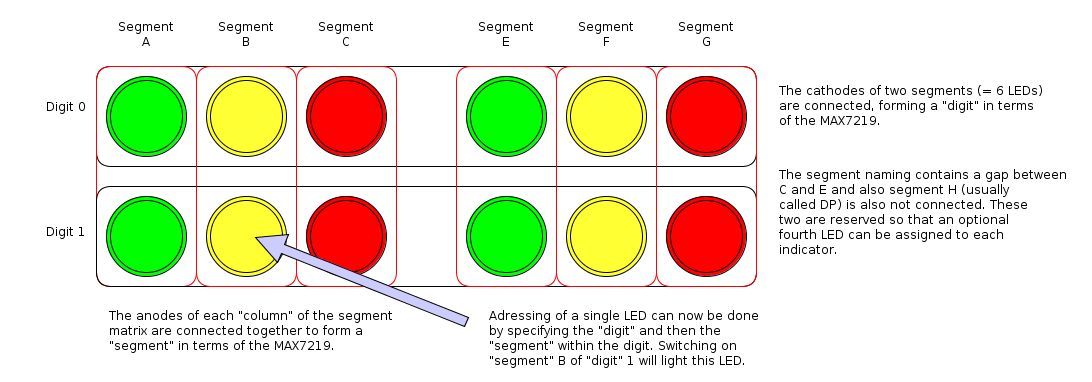 Segment
A
Segment
B
Segment
C
Segment
E
Segment
F
Segment
G
Digit 0
Digit 1
The cathodes of two segments (= 6 LEDs)
are connected, forming a "digit" in terms
of the MAX7219.
The segment naming contains a gap between
C and E and also segment H (usually
called DP) is also not connected. These
two are reserved so that an optional
fourth LED can be assigned to each
indicator.
The anodes of each "column" of the segment
matrix are connected together to form a
"segment" in terms of the MAX7219.
Adressing of a single LED can now be done
by specifying the "digit" and then the
"segment" within the digit. Switching on
"segment" B of "digit" 1 will light this LED.